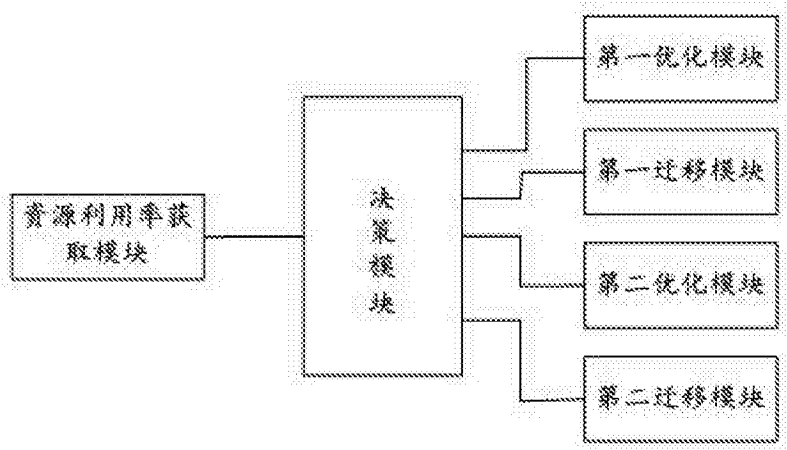 资源利用率获
取模块
决策模块
第一优化模块
第一迁移模块
第二优化模块
第二迁移模块